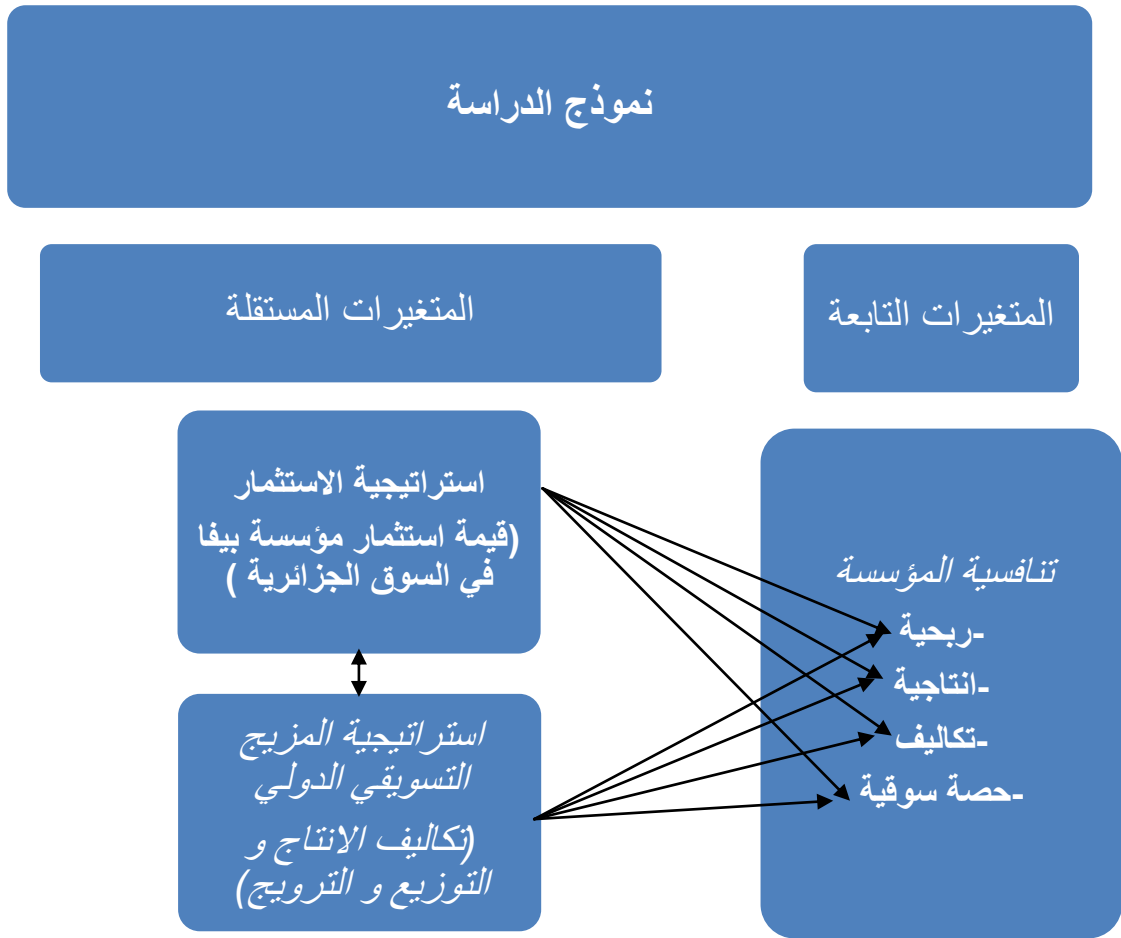 نموذج الدراسة
المتغيرات التابعة
المتغيرات المستقلة
استراتيجية الاستثمار
(قيمة استثمار مؤسسة بيفا
في السوق الجزائرية )
استراتيجية المزيج
التسويقي الدولي
(تكاليف الانتاج و
التوزيع و الترويج)
تنافسية المؤسسة
-ربحية
-انتاجية
-تكاليف
-حصة سوقية